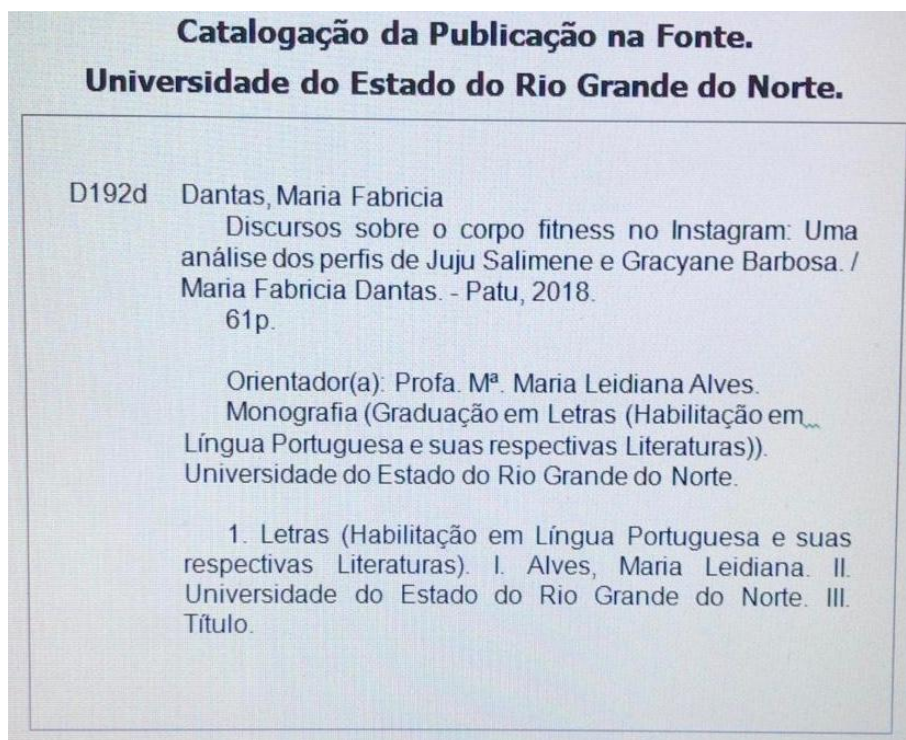 Catalogação da Publicação na Fonte.
Universidade do Estado do Rio Grande do Norte.
D192d Dantas, Maria Fabricia
Discursos sobre o corpo fitness no Instagram: Uma
análise dos perfis de Juju Salimene e Gracyane Barbosa. /
Maria Fabricia Dantas. - Patu, 2018.
61p.
Orientador(a): Profa. Mª. Maria Leidiana Alves.
Monografia (Graduação em Letras (Habilitação em
Língua Portuguesa e suas respectivas Literaturas)).
Universidade do Estado do Rio Grande do Norte.
1. Letras (Habilitação em Língua Portuguesa e suas
respectivas Literaturas). I. Alves, Maria Leidiana. II.
Universidade do Estado do Rio Grande do Norte. III.
Título.